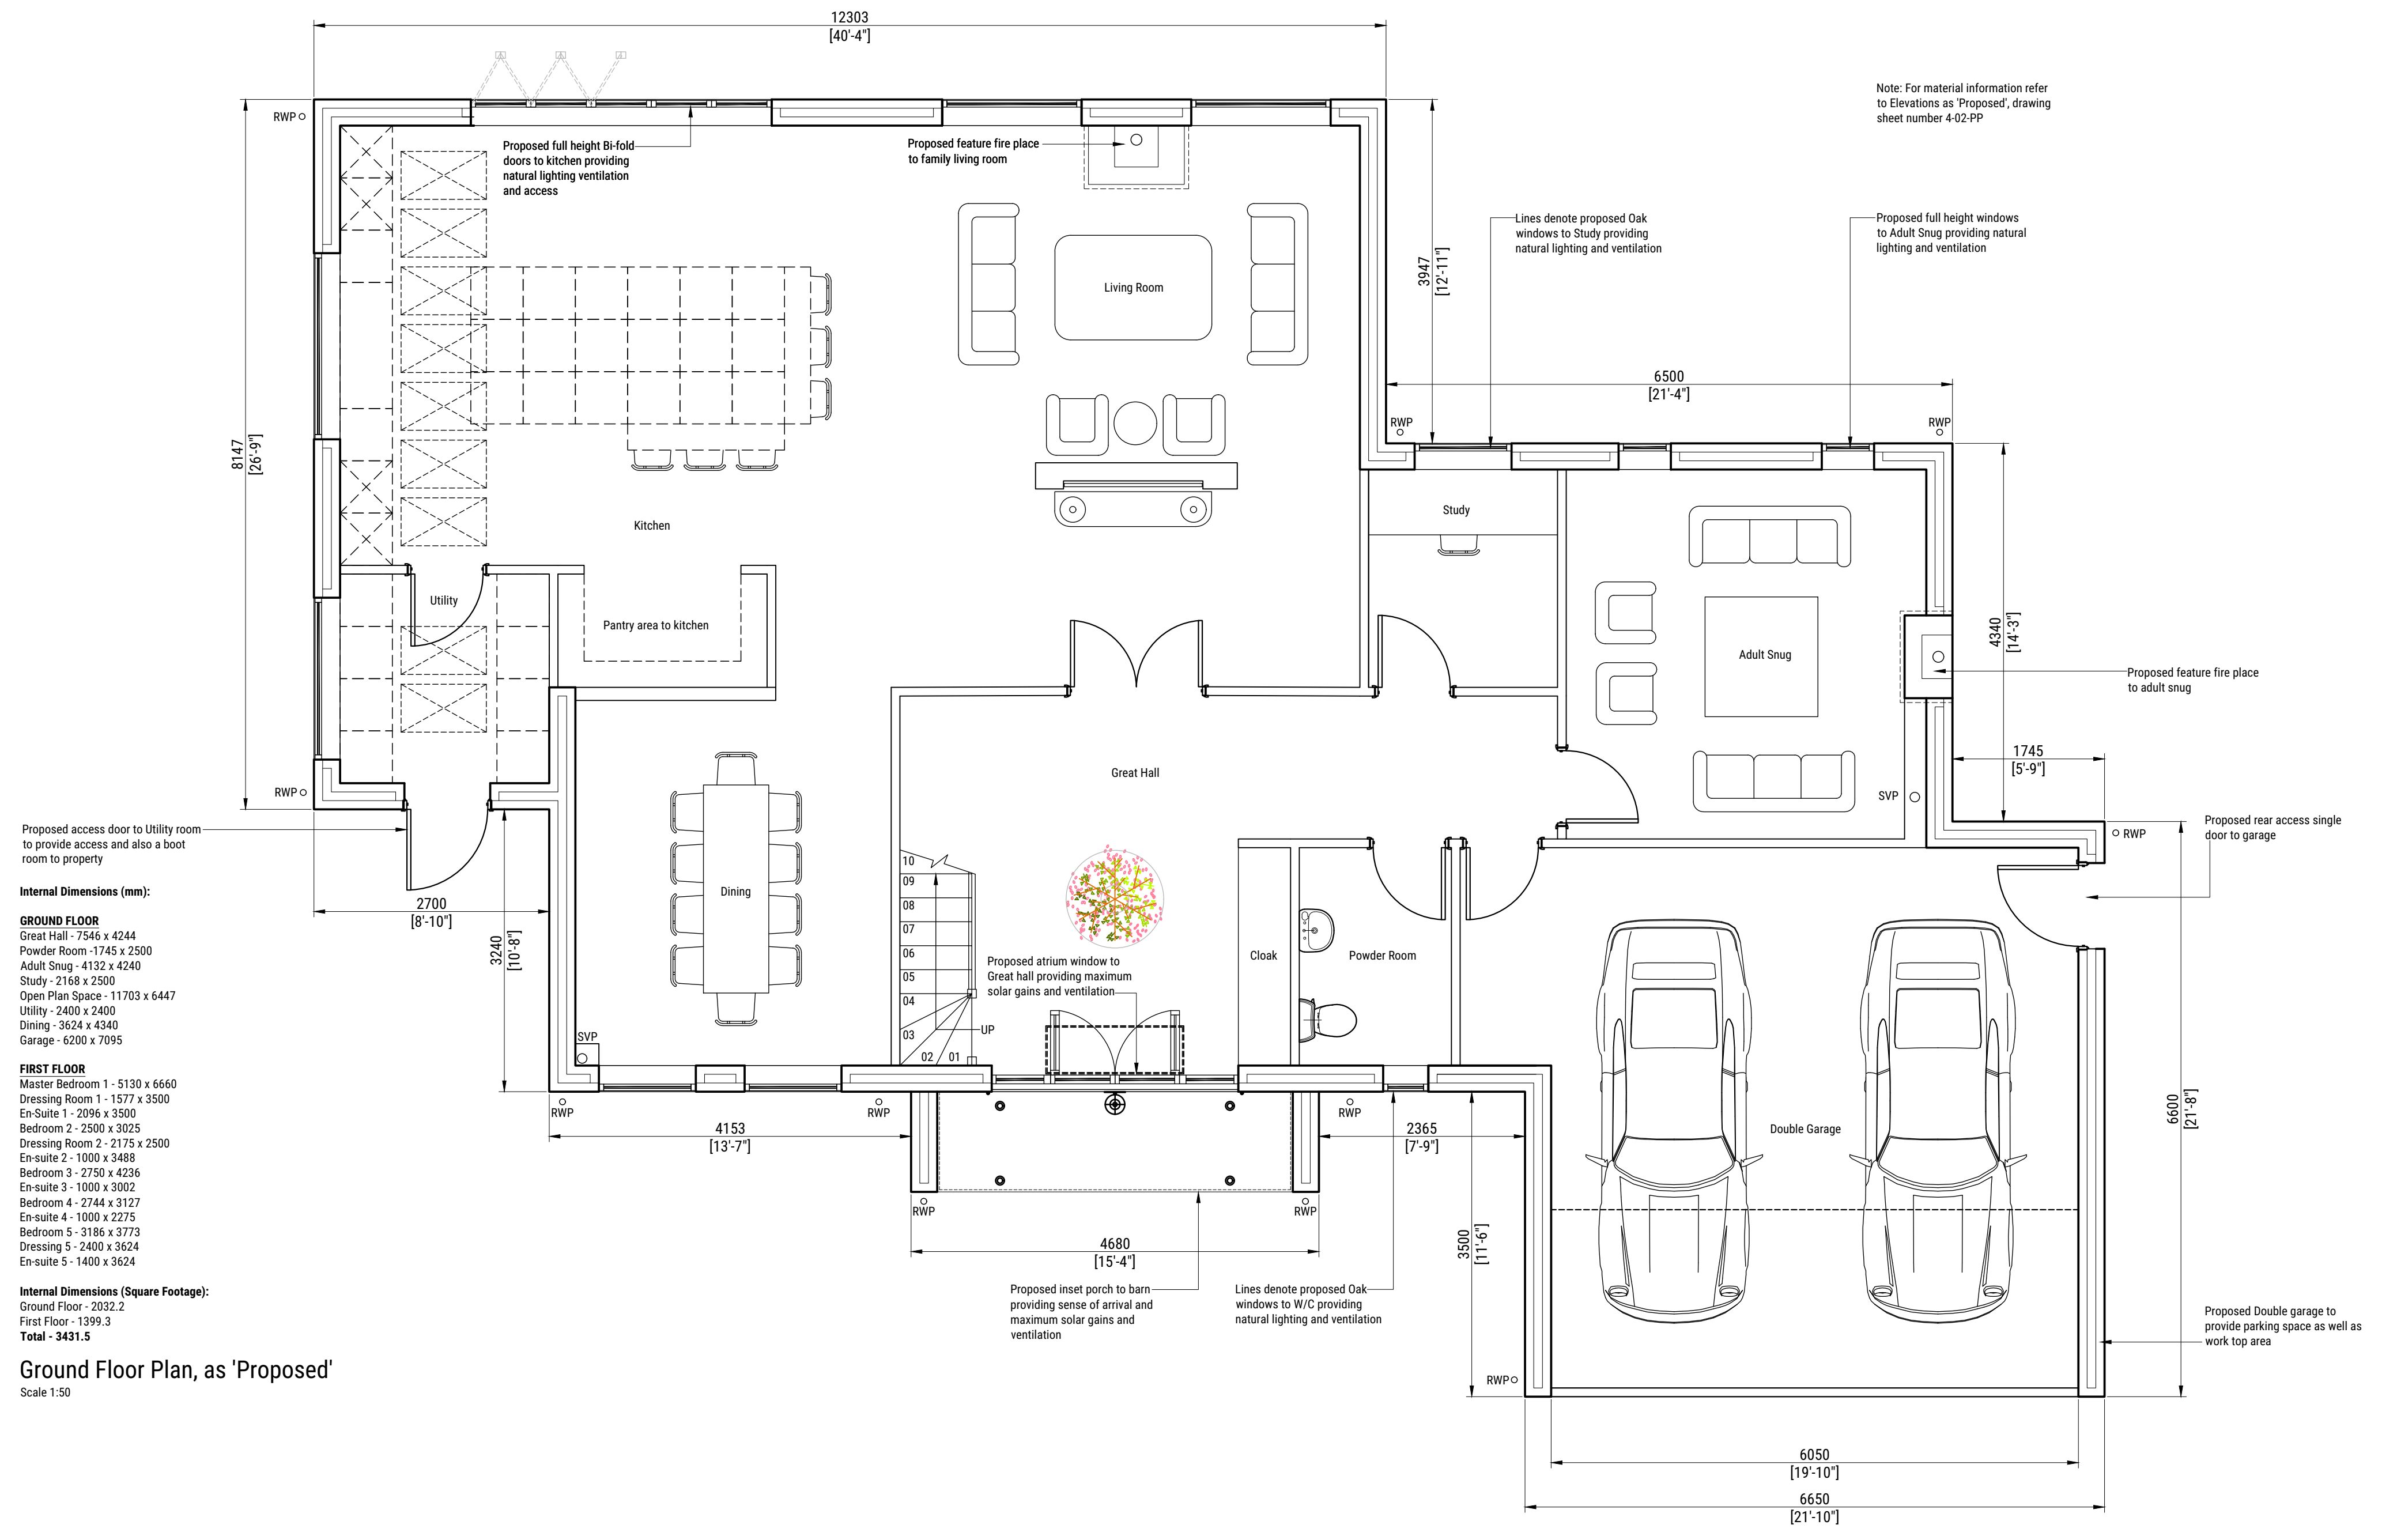 12303
[40'-4"]
Note: For material information refer
to Elevations as 'Proposed', drawing
sheet number 4-02-PP
RWP
Proposed full height Bi-fold
doors to kitchen providing
natural lighting ventilation
and access
Proposed feature fire place
to family living room
Lines denote proposed Oak
windows to Study providing
natural lighting and ventilation
Proposed full height windows
to Adult Snug providing natural
lighting and ventilation
3947
[12'-11"]
Living Room
6500
[21'-4"]
RWP
RWP
8147
[26'-9"]
Kitchen
Study
Utility
Pantry area to kitchen
Adult Snug
4340
[14'-3"]
Proposed feature fire place
to adult snug
1745
[5'-9"]
Great Hall
RWP
SVP
Proposed access door to Utility room
to provide access and also a boot
room to property
RWP
Proposed rear access single
door to garage
Internal Dimensions (mm):
GROUND FLOOR
Great Hall - 7546 x 4244
Powder Room -1745 x 2500
Adult Snug - 4132 x 4240
Study - 2168 x 2500
Open Plan Space - 11703 x 6447
Utility - 2400 x 2400
Dining - 3624 x 4340
Garage - 6200 x 7095
FIRST FLOOR
Master Bedroom 1 - 5130 x 6660
Dressing Room 1 - 1577 x 3500
En-Suite 1 - 2096 x 3500
Bedroom 2 - 2500 x 3025
Dressing Room 2 - 2175 x 2500
En-suite 2 - 1000 x 3488
Bedroom 3 - 2750 x 4236
En-suite 3 - 1000 x 3002
Bedroom 4 - 2744 x 3127
En-suite 4 - 1000 x 2275
Bedroom 5 - 3186 x 3773
Dressing 5 - 2400 x 3624
En-suite 5 - 1400 x 3624
Internal Dimensions (Square Footage):
Ground Floor - 2032.2
First Floor - 1399.3
Total - 3431.5
Ground Floor Plan, as 'Proposed'
Scale 1:50
2700
[8'-10"]
3240
[10'-8"]
Dining
10
09
08
07
06
05
04
03
02
01
UP
Proposed atrium window to
Great hall providing maximum
solar gains and ventilation
Cloak
Powder Room
SVP
RWP
RWP
RWP
4153
[13'-7"]
2365
[7'-9"]
Double Garage
6600
[21'-8"]
RWP
RWP
4680
[15'-4"]
3500
[11'-6"]
Proposed inset porch to barn
providing sense of arrival and
maximum solar gains and
ventilation
Lines denote proposed Oak
windows to W/C providing
natural lighting and ventilation
Proposed Double garage to
provide parking space as well as
work top area
RWP
6050
[19'-10"]
6650
[21'-10"]